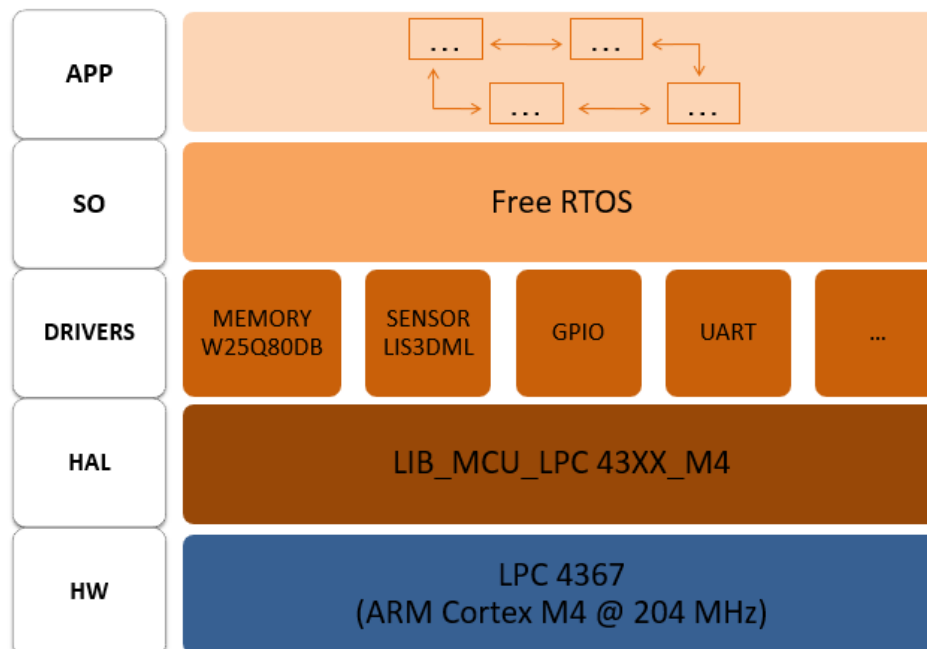 APP
...
...
...
...
SO
Free RTOS
DRIVERS
MEMORY
W25Q80DB
SENSOR
LIS3DML
GPIO
UART
...
HAL
LIB_MCU_LPC 43XX_M4
HW
LPC 4367
(ARM Cortex M4 @ 204 MHz)